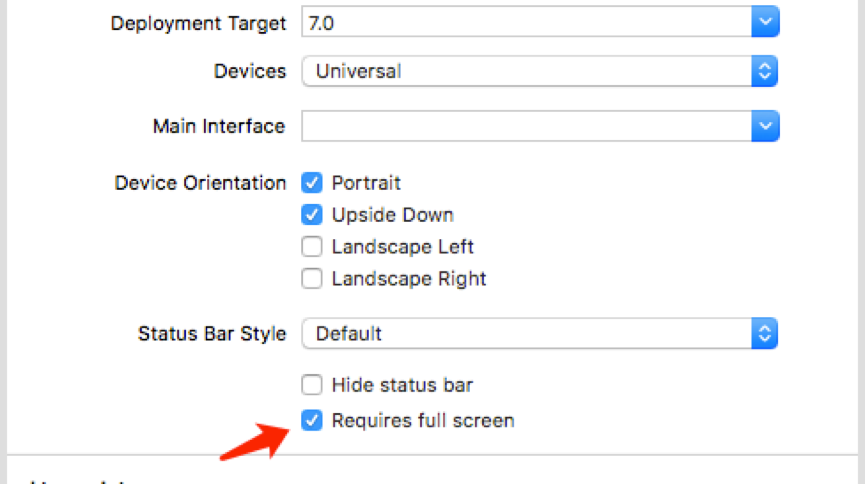 Deployment Target 7.0
Devices Universal
Main Interface
Device Orientation Portrait
Upside Down
Landscape Left
Landscape Right
Status Bar Style Default
Hide status bar
Requires full screen